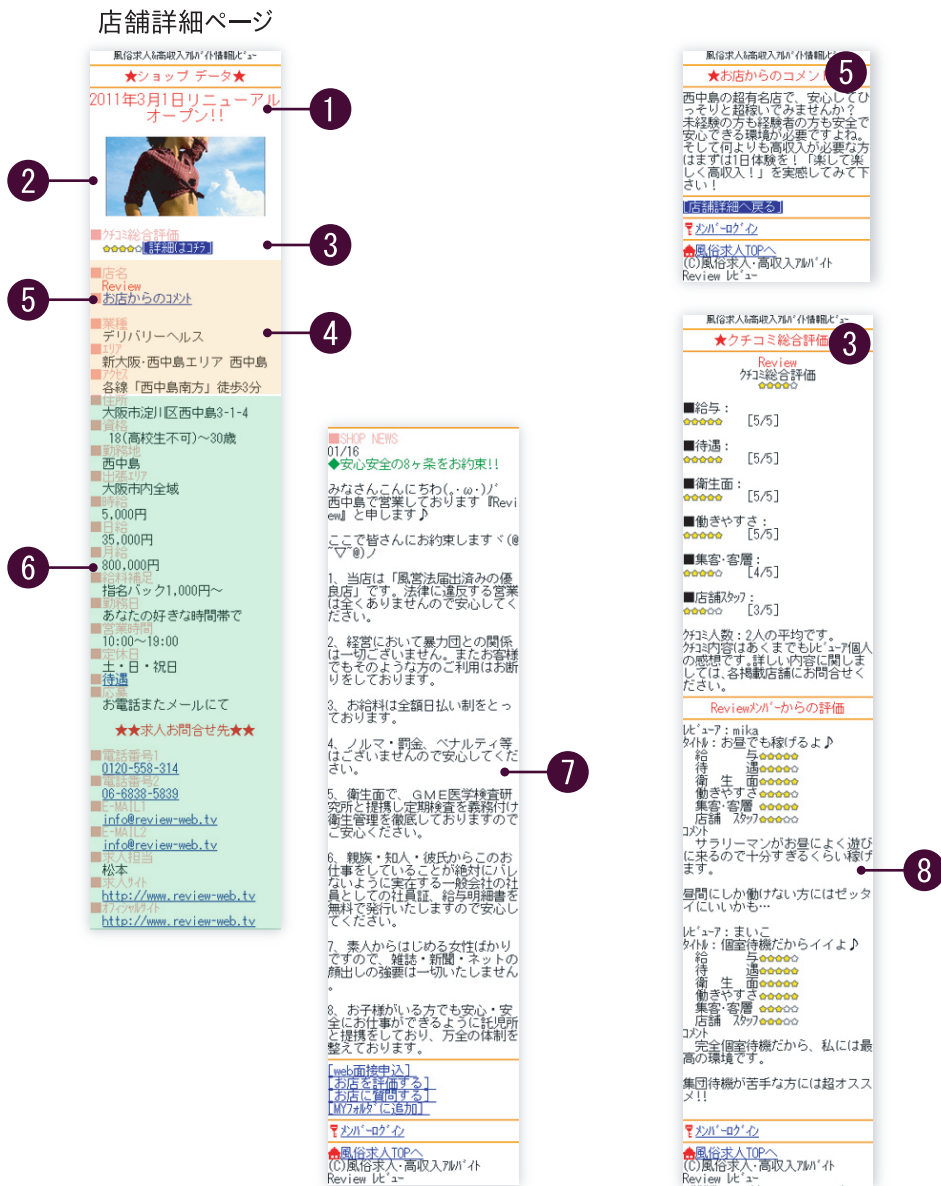 店舗詳細ページ
風俗求人&高収入ｱﾙﾊﾞｲﾄ情報ﾚﾋﾞｭｰ
★ショップ データ★
2011年3月1日リニューアル
オープン!!
1
2
■ｸﾁｺﾐ総合評価
☆☆☆☆☆[詳細はｺﾁﾗ]
3
■店名
Review
5
■お店からのｺﾒﾝﾄ
■業種
デリバリーヘルス
4
■ｴﾘｱ
新大阪･西中島エリア 西中島
■ｱｸｾｽ
各線「西中島南方」徒歩3分
■住所
大阪市淀川区西中島3-1-4
■資格
18(高校生不可)～30歳
■勤務地
西中島
■出張ｴﾘｱ
大阪市内全域
■時給
5,000円
■日給
35,000円
■月給
6
800,000円
■給料補足
指名バック1,000円～
■勤務日
あなたの好きな時間帯で
■営業時間
10:00～19:00
■定休日
土・日・祝日
■待遇
■応募
お電話またメールにて
★★求人お問合せ先★★
■電話番号1
0120-558-314
■電話番号2
06-6838-5839
■E-MAIL1
info@review-web.tv
■E-MAIL2
info@review-web.tv
■求人担当
松本
■求人ｻｲﾄ
http://www.review-web.tv
■ｵﾌｨｼｬﾙｻｲﾄ
http://www.review-web.tv
■SHOP NEWS
01/16
◆安心安全の8ヶ条をお約束!!
みなさんこんにちわ(｡･ω･)ﾉﾞ
西中島で営業しております『Revi
ew』と申します♪
ここで皆さんにお約束しますヾ(@
⌒▽⌒@)ノ
1、当店は「風営法届出済みの優
良店」です。法律に違反する営業
は全くありませんので安心してく
ださい。
2、経営において暴力団との関係
は一切ございません。またお客様
でもそのような方のご利用はお断
りをしております。
3、お給料は全額日払い制をとっ
ております。
4、ノルマ・罰金、ペナルティ等
はございませんので安心してくだ
さい。
7
5、衛生面で、ＧＭＥ医学検査研
究所と提携し定期検査を義務付け
衛生管理を徹底しておりますので
ご安心ください。
6、親族・知人・彼氏からこのお
仕事をしていることが絶対にバレ
ないように実在する一般会社の社
員としての社員証、給与明細書を
無料で発行いたしますので安心し
てください。
7、素人からはじめる女性ばかり
ですので、雑誌・新聞・ネットの
顔出しの強要は一切いたしません
。
8、お子様がいる方でも安心・安
全にお仕事ができるように託児所
と提携をしており、万全の体制を
整えております。
[web面接申込]
[お店を評価する]
[お店に質問する]
[MYﾌｫﾙﾀﾞに追加]
ﾒﾝﾊﾞｰﾛｸﾞｲﾝ
風俗求人TOPへ
(C)風俗求人･高収入ｱﾙﾊﾞｲﾄ
Review ﾚﾋﾞｭｰ
風俗求人&高収入ｱﾙﾊﾞｲﾄ情報ﾚﾋﾞｭｰ
★お店からのコメン
5
西中島の超有名店で、安心してひ
っそりと超稼いでみませんか？
未経験の方も経験者の方も安全で
安心できる環境が必要ですよね。
そして何よりも高収入が必要な方
はまずは1日体験を！「楽して楽
しく高収入！」を実感してみて下
さい！
[店舗詳細へ戻る]
ﾒﾝﾊﾞｰﾛｸﾞｲﾝ
風俗求人TOPへ
(C)風俗求人･高収入ｱﾙﾊﾞｲﾄ
Review ﾚﾋﾞｭｰ
風俗求人&高収入ｱﾙﾊﾞｲﾄ情報ﾚﾋﾞｭｰ
★クチコミ総合評価
3
Review
ｸﾁｺﾐ総合評価
☆☆☆☆☆
■給与：
☆☆☆☆☆ [5/5]
■待遇：
☆☆☆☆☆ [5/5]
■衛生面：
☆☆☆☆☆ [5/5]
■働きやすさ：
☆☆☆☆☆ [5/5]
■集客･客層：
☆☆☆☆☆ [4/5]
■店舗ｽﾀｯﾌ：
☆☆☆☆☆ [3/5]
ｸﾁｺﾐ人数：2人の平均です。
ｸﾁｺﾐ内容はあくまでもﾚﾋﾞｭｰｱ個人
の感想です。詳しい内容に関しま
しては、各掲載店舗にお問合せく
ださい。
Reviewﾒﾝﾊﾞｰからの評価
ﾚﾋﾞｭｰｱ：mika
ﾀｲﾄﾙ：お昼でも稼げるよ♪
給 与☆☆☆☆☆
待 遇☆☆☆☆☆
衛 生 面☆☆☆☆☆
働きやすさ☆☆☆☆☆
集客･客層 ☆☆☆☆☆
店舗 ｽﾀｯﾌ☆☆☆☆☆
ｺﾒﾝﾄ
サラリーマンがお昼によく遊び
に来るので十分すぎるくらい稼げ
ます。
8
昼間にしか働けない方にはゼッタ
イにいいかも…
ﾚﾋﾞｭｰｱ：まいこ
ﾀｲﾄﾙ：個室待機だからイイよ♪
給 与☆☆☆☆☆
待 遇☆☆☆☆☆
衛 生 面☆☆☆☆☆
働きやすさ☆☆☆☆☆
集客･客層 ☆☆☆☆☆
店舗 ｽﾀｯﾌ☆☆☆☆☆
ｺﾒﾝﾄ
完全個室待機だから、私には最
高の環境です。
集団待機が苦手な方には超オスス
メ!!
ﾒﾝﾊﾞｰﾛｸﾞｲﾝ
風俗求人TOPへ
(C)風俗求人･高収入ｱﾙﾊﾞｲﾄ
Review ﾚﾋﾞｭｰ